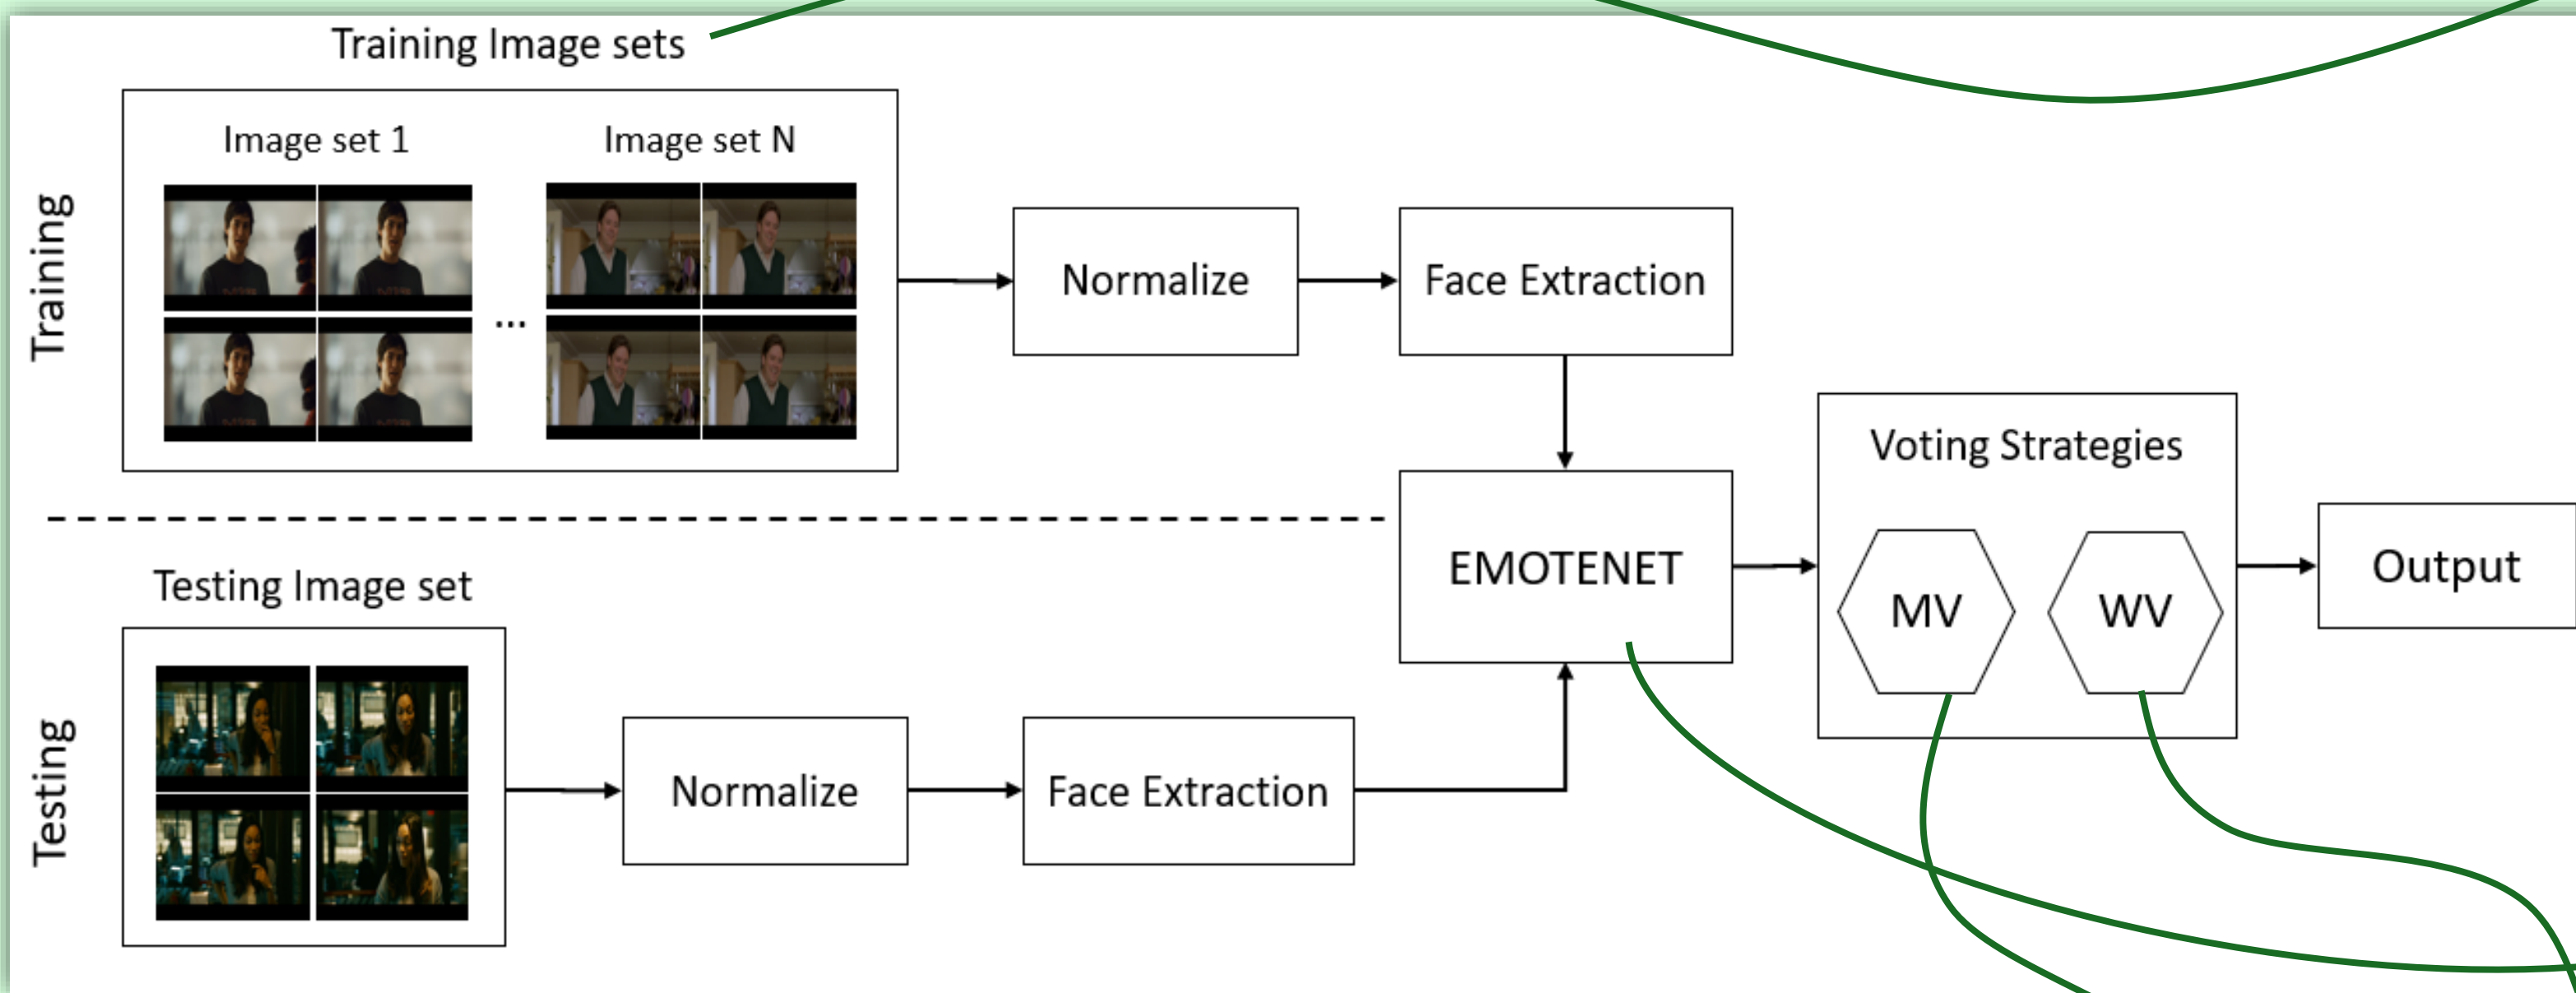 Training Image sets
Training
Image set 1
Image set N
...
Normalize
Face Extraction
EMOTENET
Voting Strategies
MV
WV
Output
Testing
Testing Image set
Normalize
Face Extraction